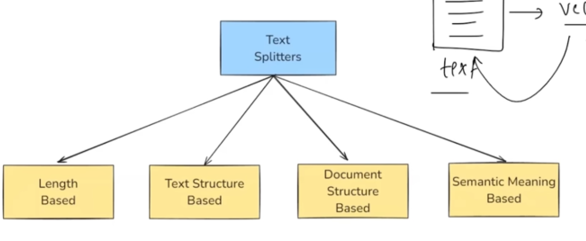 Text
Splitters
text
Length
Based
Text Structure
Based
Document
Structure
Based
Semantic Meaning
Based